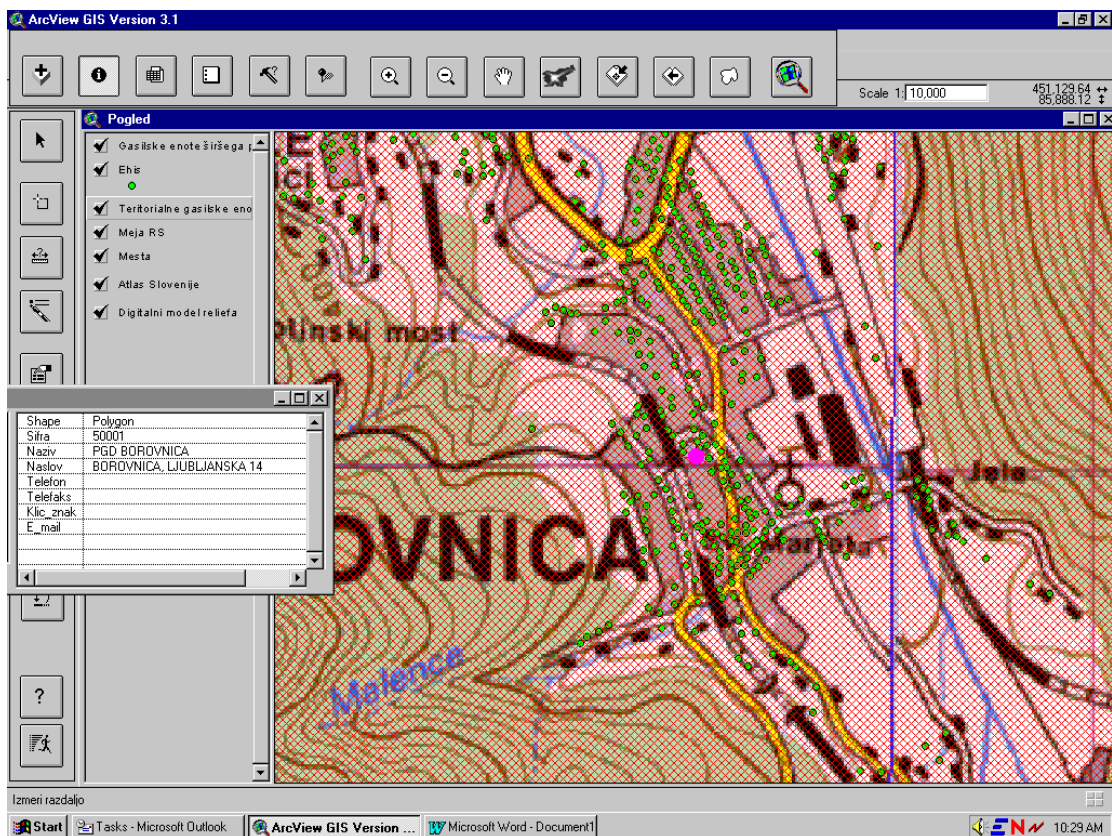 ArcView GIS Version 3.1
Scale 1: 10,000
451,129.64
85,888.12
Pogled
Gasilske enote širšega p
Ehis
Teritorialne gasilske eno
Meja RS
Mesta
Atlas Slovenije
Digitalni model reliefa
most
Shape Polygon
Sifra 50001
Naziv PGD BOROVNICA
Naslov BOROVNICA, LJUBLJANSKA 14
Telefon
Telefaks
Klic_znak
E_mail
OVNICA
Malence
?
Izmeri razdaljo
Start
Tasks - Microsoft Outlook
ArcView GIS Version ...
Microsoft Word - Document1
10:29 AM